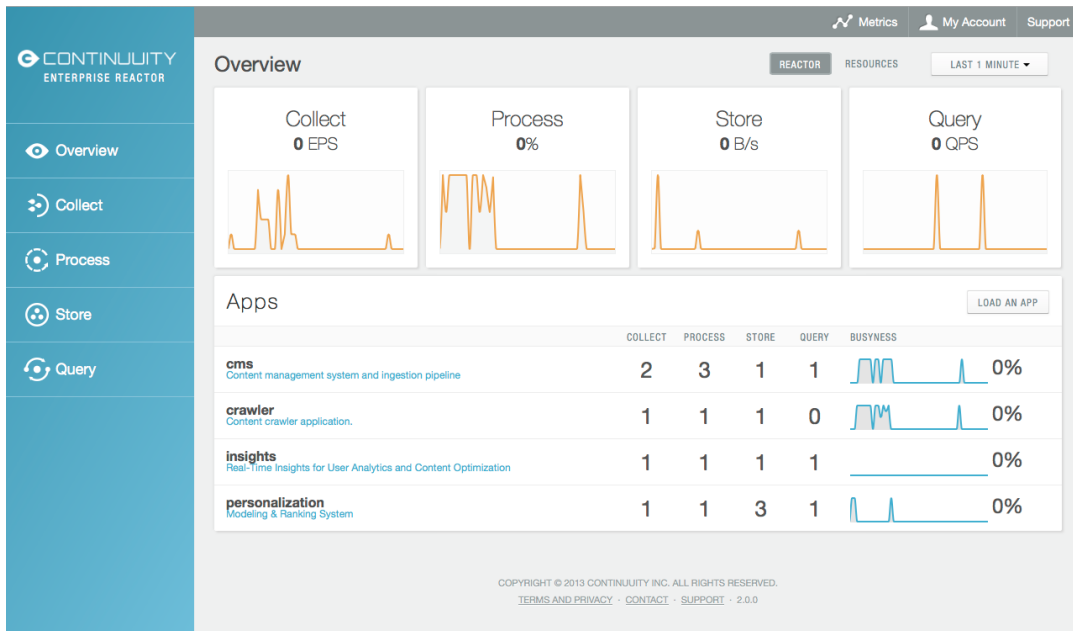 Metrics My Account Support
CONTINUUITY
ENTERPRISE REACTOR
Overview
Collect
Process
Store
Query
Overview
REACTOR RESOURCES LAST 1 MINUTE
Collect
0 EPS
Process
0%
Store
0 B/s
Query
0 QPS
Apps
LOAD AN APP
COLLECT PROCESS STORE QUERY BUSYNESS
cms
Content management system and ingestion pipeline
2 3 1 1 0%
crawler
Content crawler application.
1 1 1 0 0%
insights
Real-Time Insights for User Analytics and Content Optimization
1 1 1 1 0%
personalization
Modeling & Ranking System
1 1 3 1 0%
COPYRIGHT © 2013 CONTINUUITY INC. ALL RIGHTS RESERVED.
TERMS AND PRIVACY - CONTACT - SUPPORT - 2.0.0